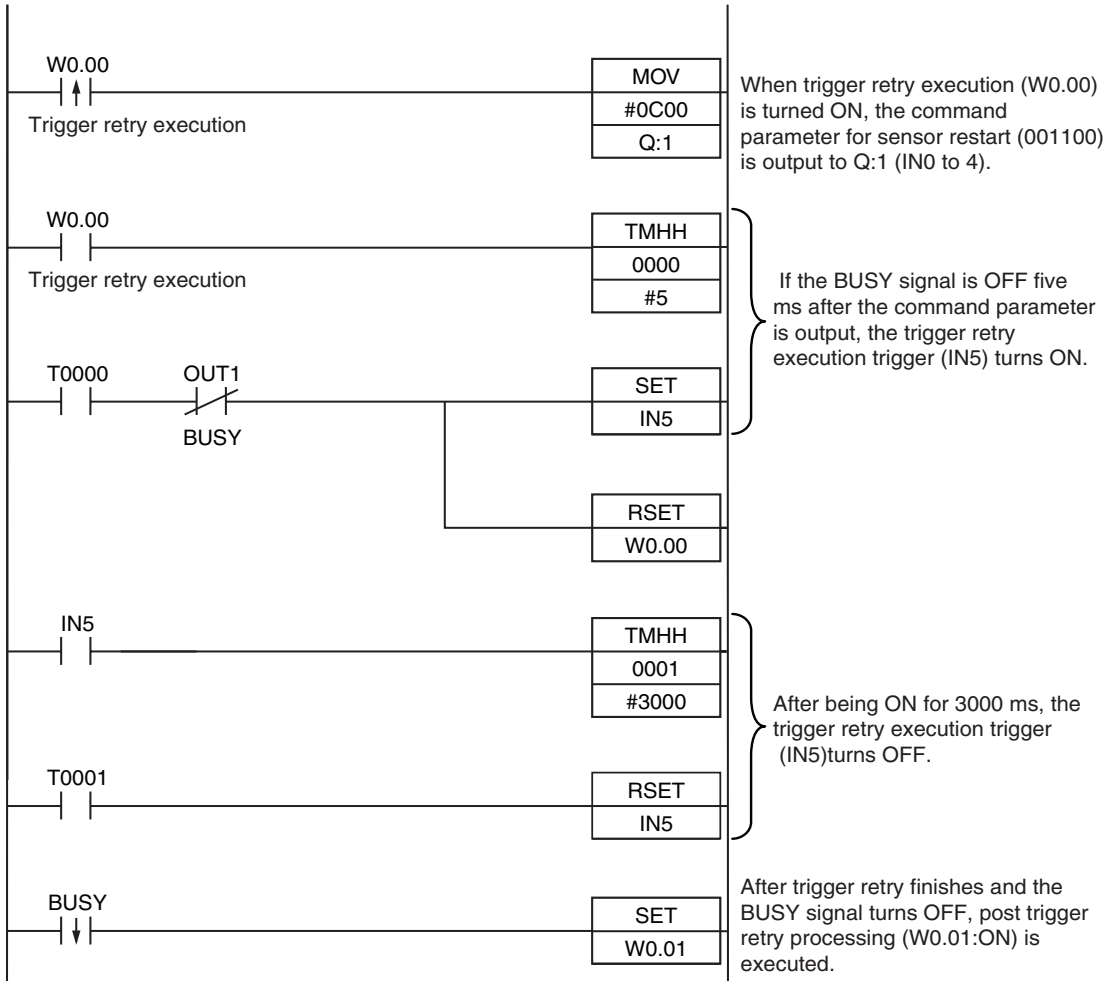 W0.00
Trigger retry execution
MOV
#0C00
Q:1
When trigger retry execution (W0.00)
is turned ON, the command
parameter for sensor restart (001100)
is output to Q:1 (IN0 to 4).
W0.00
Trigger retry execution
TMHH
0000
#5
If the BUSY signal is OFF five
ms after the command parameter
is output, the trigger retry
execution trigger (IN5) turns ON.
T0000
OUT1
BUSY
SET
IN5
RSET
W0.00
IN5
TMHH
0001
#3000
After being ON for 3000 ms, the
trigger retry execution trigger
(IN5)turns OFF.
T0001
RSET
IN5
BUSY
SET
W0.01
After trigger retry finishes and the
BUSY signal turns OFF, post trigger
retry processing (W0.01:ON) is
executed.